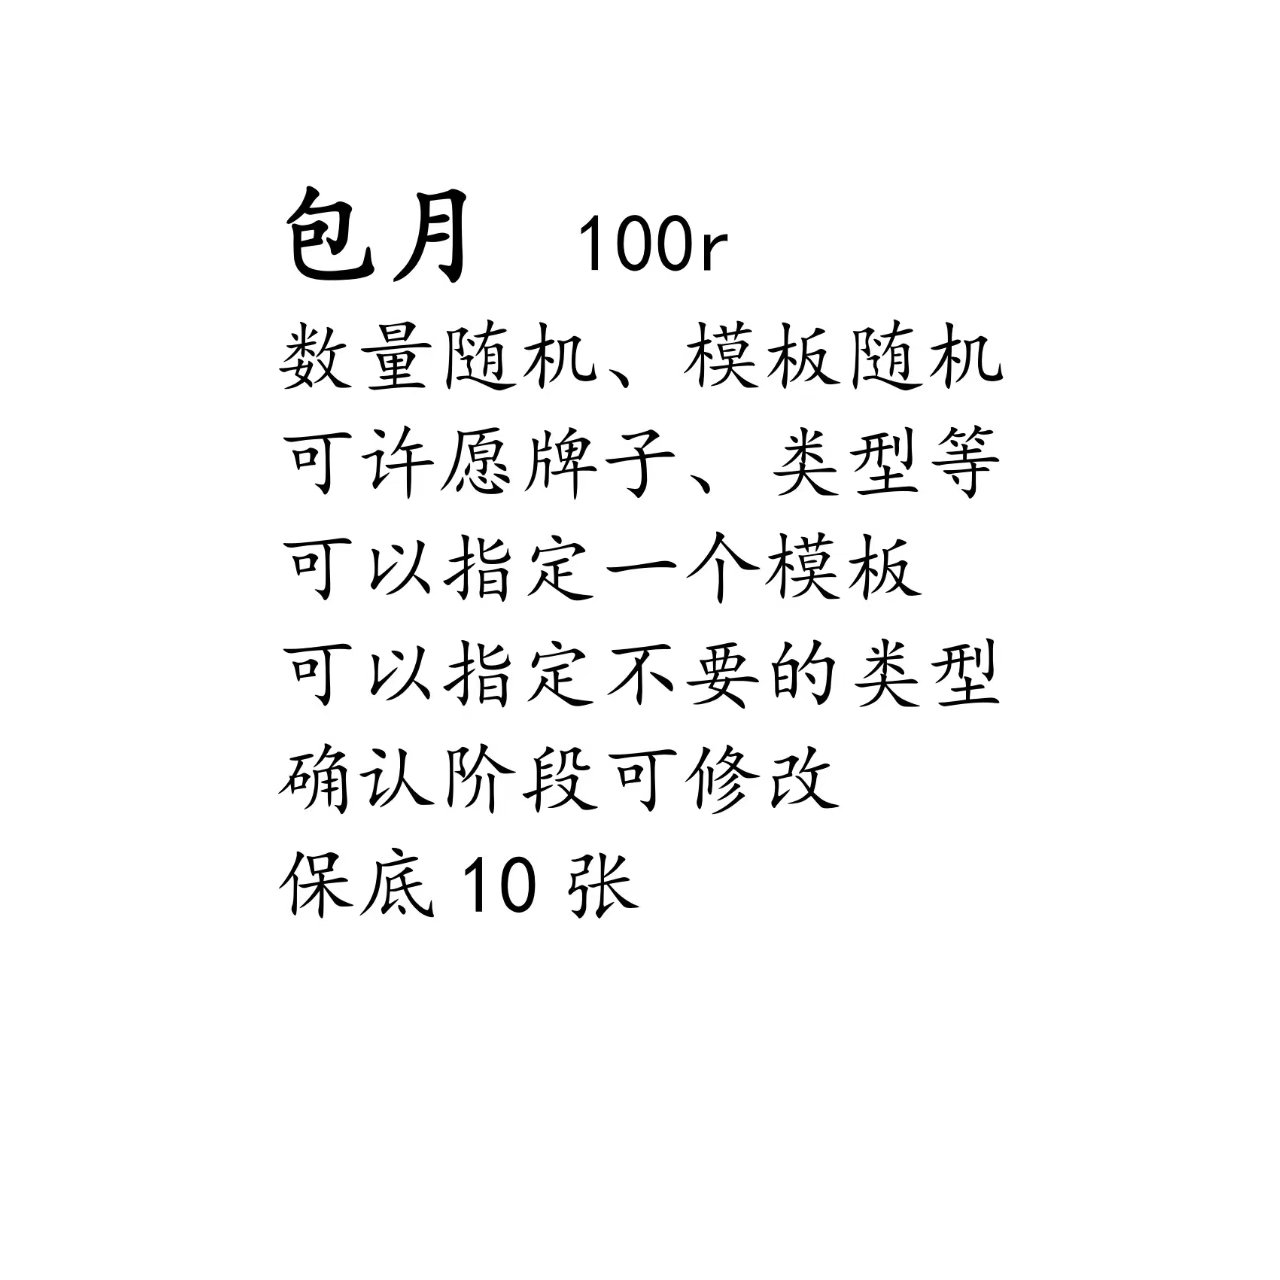 包月 100r
数量随机、模板随机
可许愿牌子、类型等
可以指定一个模板
可以指定不要的类型
确认阶段可修改
保底 10 张